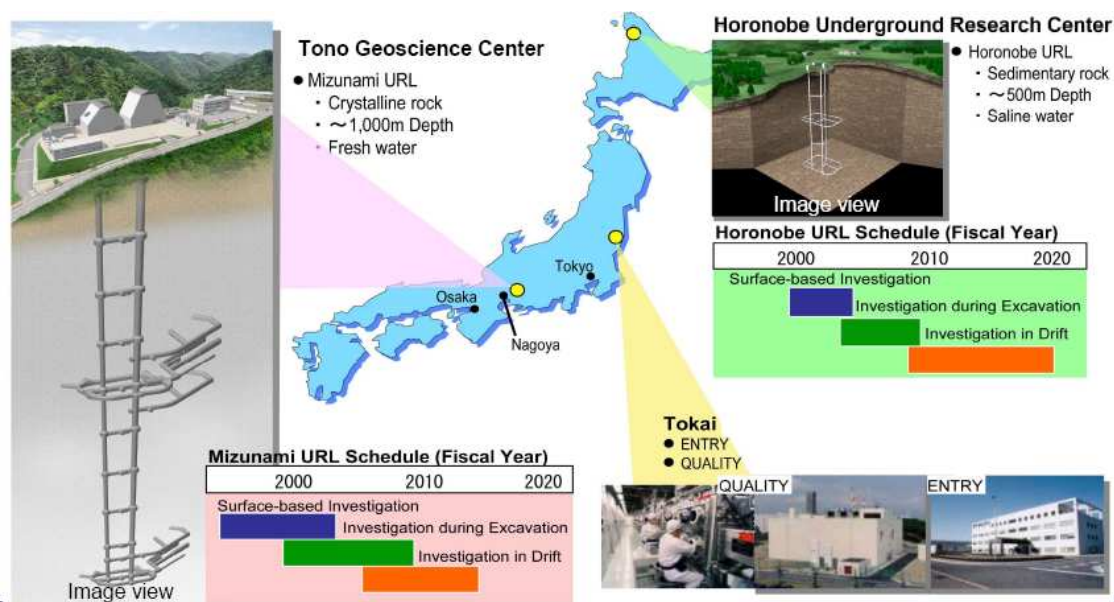 Tono Geoscience Center
● Mizunami URL
・ Crystalline rock
・ ～1,000m Depth
・ Fresh water
Image view
Horonobe Underground Research Center
● Horonobe URL
・ Sedimentary rock
・ ～500m Depth
・ Saline water
Image view
Horonobe URL Schedule (Fiscal Year)
2000 2010 2020
Surface-based Investigation
Investigation during Excavation
Investigation in Drift
Tokyo
Osaka
Nagoya
Tokai
● ENTRY
● QUALITY
QUALITY
ENTRY
Mizunami URL Schedule (Fiscal Year)
2000 2010 2020
Surface-based Investigation
Investigation during Excavation
Investigation in Drift